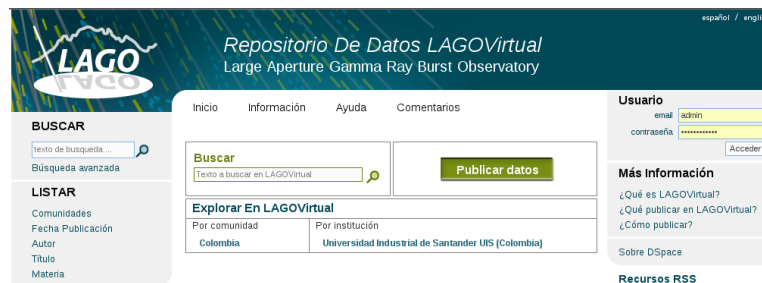 español / englis
LAGO
Repositorio De Datos LAGOVirtual
Large Aperture Gamma Ray Burst Observatory
BUSCAR
texto de busqueda ...
Búsqueda avanzada
LISTAR
Comunidades
Fecha Publicación
Autor
Título
Materia
Inicio Información Ayuda Comentarios
Buscar
Texto a buscar en LAGOVirtual
Publicar datos
Explorar En LAGOVirtual
Por comunidad Por institución
Colombia Universidad Industrial de Santander UIS (Colombia)
Usuario
email admin
contraseña ••••••••••••
Acceder
Más Información
¿Qué es LAGOVirtual?
¿Qué publicar en LAGOVirtual?
¿Cómo publicar?
Sobre DSpace
Recursos RSS